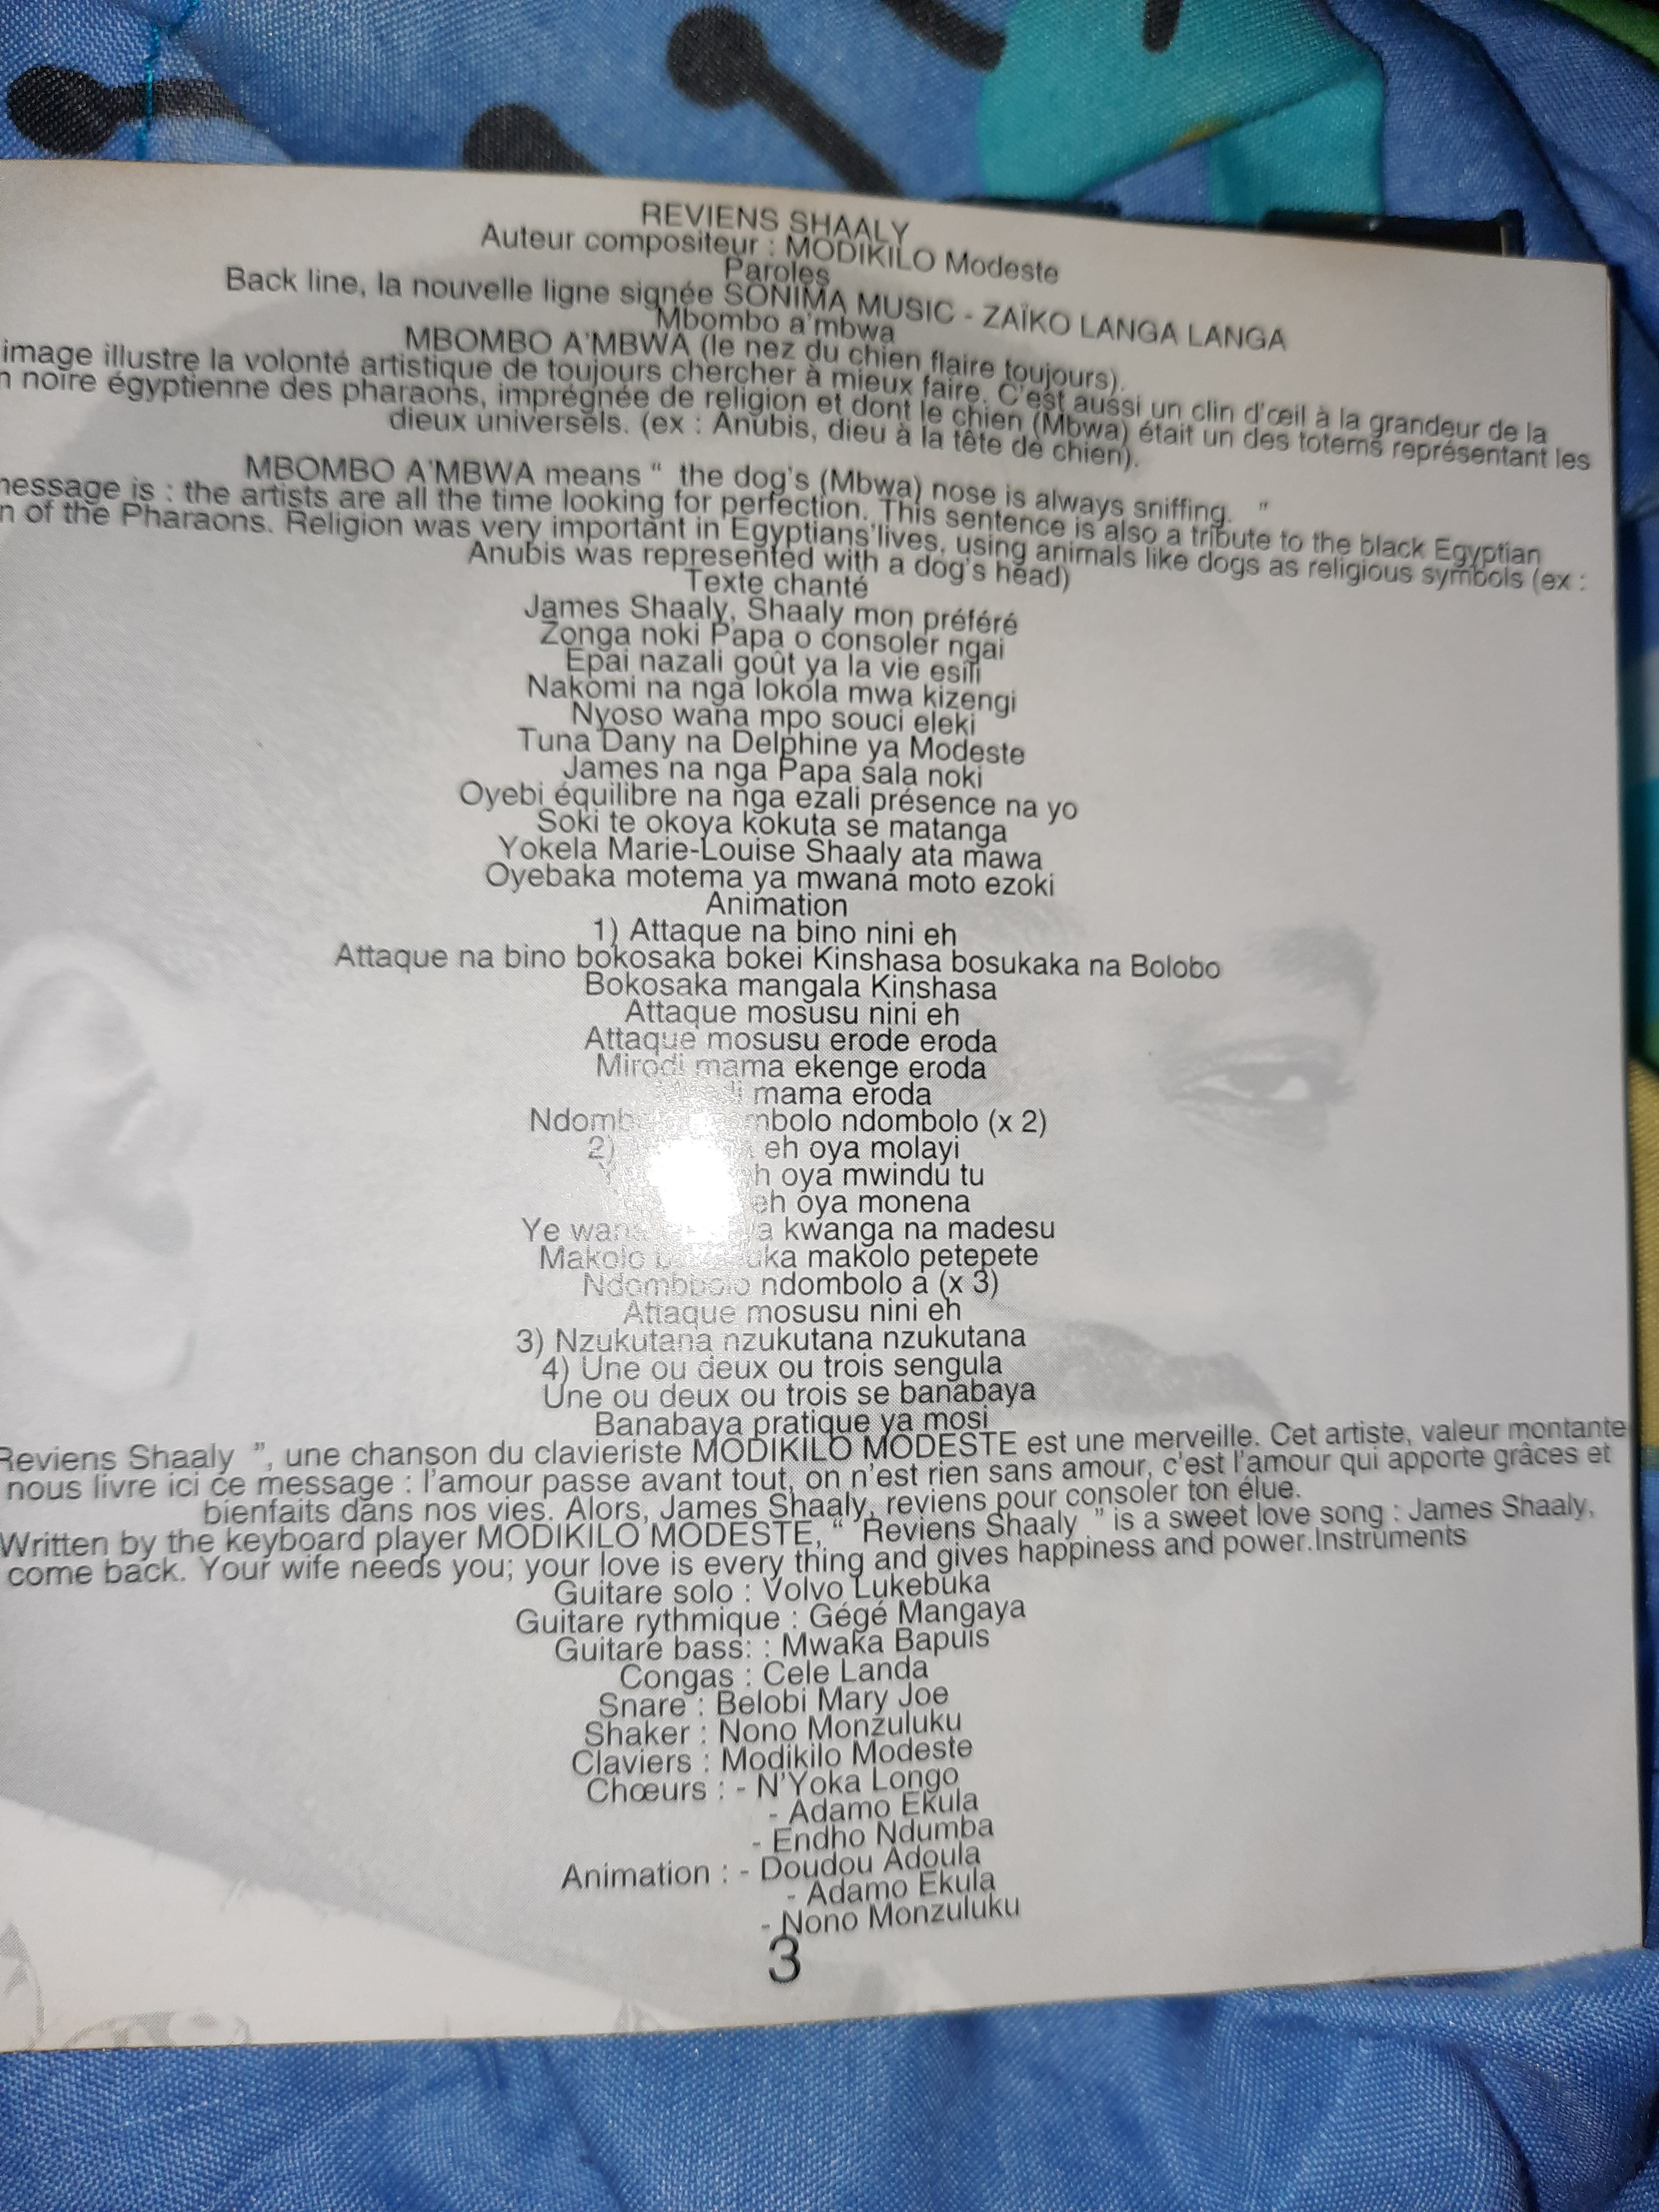 REVIENS SHAALY
Auteur compositeur : MODIKILO Modeste
Paroles
Back line, la nouvelle ligne signée SONIMA MUSIC - ZAÏKO LANGA LANGA
Mbombo a'mbwa
MBOMBO A'MBWA (le nez du chien flaire toujours).
image illustre la volonté artistique de toujours chercher à mieux faire. C'est aussi un clin d'œil à la grandeur de la
noire égyptienne des pharaons, imprégnée de religion et dont le chien (Mbwa) était un des totems représentant les
dieux universels. (ex : Anubis, dieu à la tête de chien).
MBOMBO A'MBWA means “ the dog's (Mbwa) nose is always sniffing. ”
message is : the artists are all the time looking for perfection. This sentence is also a tribute to the black Egyptian
of the Pharaons. Religion was very important in Egyptians'lives, using animals like dogs as religious symbols (ex :
Anubis was represented with a dog's head)
Texte chanté
James Shaaly, Shaaly mon préféré
Zonga noki Papa o consoler ngai
Epai nazali goût ya la vie esili
Nakomi na nga lokola mwa kizengi
Nyoso wana mpo souci eleki
Tuna Dany na Delphine ya Modeste
James na nga Papa sala noki
Oyebi équilibre na nga ezali présence na yo
Soki te okoya kokuta se matanga
Yokela Marie-Louise Shaaly ata mawa
Oyebaka motema ya mwana moto ezoki
Animation
1) Attaque na bino nini eh
Attaque na bino bokosaka bokei Kinshasa bosukaka na Bolobo
Bokosaka mangala Kinshasa
Attaque mosusu nini eh
Attaque mosusu erode eroda
Mirodi mama ekenge eroda
mama eroda
ndombolo (x 2)
2) eh oya molayi
oya mwindu tu
eh oya monena
Ye kwanga na madesu
Makolo makolo petepete
Ndombbolo ndombolo a (x 3)
Attaque mosusu nini eh
3) Nzukutana nzukutana nzukutana
4) Une ou deux ou trois sengula
Une ou deux ou trois se banabaya
Banabaya pratique ya mosi
Reviens Shaaly ”, une chanson du clavieriste MODIKILO MODESTE est une merveille. Cet artiste, valeur montante
nous livre ici ce message : l'amour passe avant tout, on n'est rien sans amour, c'est l'amour qui apporte grâces et
bienfaits dans nos vies. Alors, James Shaaly, reviens pour consoler ton élue.
Written by the keyboard player MODIKILO MODESTE, “ Reviens Shaaly ” is a sweet love song : James Shaaly,
come back. Your wife needs you; your love is every thing and gives happiness and power.Instruments
Guitare solo : Volvo Lukebuka
Guitare rythmique : Gégé Mangaya
Guitare bass: : Mwaka Bapuis
Congas : Cele Landa
Snare : Belobi Mary Joe
Shaker : Nono Monzuluku
Claviers : Modikilo Modeste
Chœurs : - N'Yoka Longo
- Adamo Ekula
- Endho Ndumba
Animation : - Doudou Adoula
- Adamo Ekula
- Nono Monzuluku
3